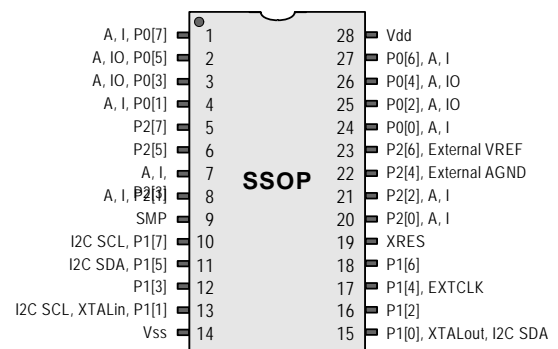 A, I, P0[7] 1 28 Vdd
A, IO, P0[5] 2 27 P0[6], A, I
A, IO, P0[3] 3 26 P0[4], A, IO
A, I, P0[1] 4 25 P0[2], A, IO
P2[7] 5 24 P0[0], A, I
P2[5] 6 23 P2[6], External VREF
A, I, P2[3] 7 22 P2[4], External AGND
SSOP
A, I, P2[1] 8 21 P2[2], A, I
SMP 9 20 P2[0], A, I
I2C SCL, P1[7] 10 19 XRES
I2C SDA, P1[5] 11 18 P1[6]
P1[3] 12 17 P1[4], EXTCLK
I2C SCL, XTALin, P1[1] 13 16 P1[2]
Vss 14 15 P1[0], XTALout, I2C SDA